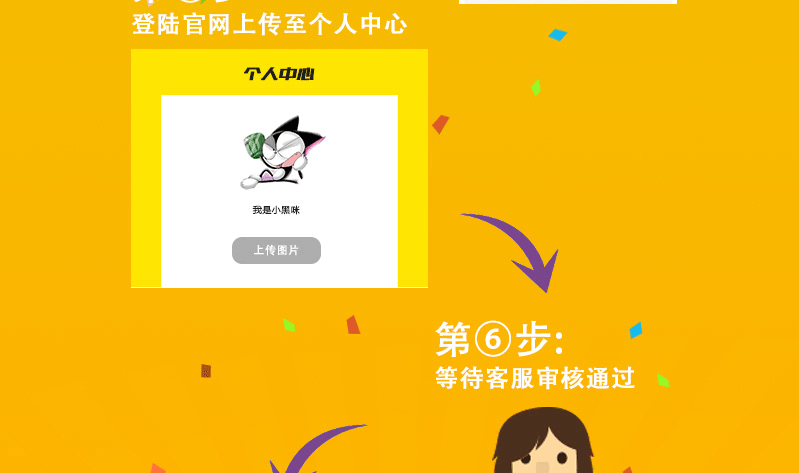 登陆官网上传至个人中心
个人中心
我是小黑咪
上传图片
第⑥步:
等待客服审核通过